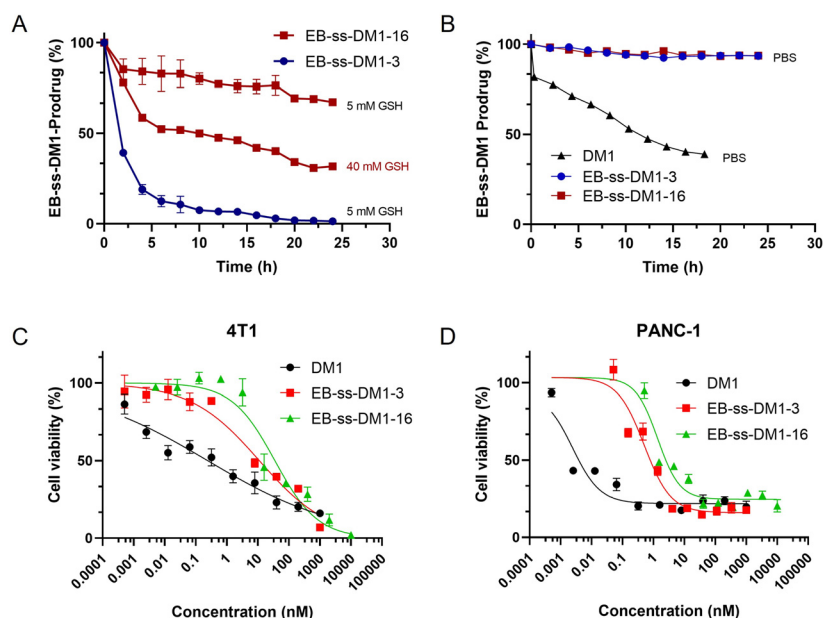 A
EB-ss-DM1-Prodrug (%)
100
50
0
0 5 10 15 20 25 30
Time (h)
EB-ss-DM1-16
EB-ss-DM1-3
5 mM GSH
40 mM GSH
5 mM GSH
B
EB-ss-DM1 Prodrug (%)
100
50
0
0 5 10 15 20 25 30
Time (h)
PBS
PBS
DM1
EB-ss-DM1-3
EB-ss-DM1-16
C
4T1
Cell viability (%)
100
50
0
0.0001 0.001 0.01 0.1 1 10 100 1000 10000 100000
Concentration (nM)
DM1
EB-ss-DM1-3
EB-ss-DM1-16
D
PANC-1
Cell viability (%)
100
50
0
0.0001 0.001 0.01 0.1 1 10 100 1000 10000 100000
Concentration (nM)
DM1
EB-ss-DM1-3
EB-ss-DM1-16